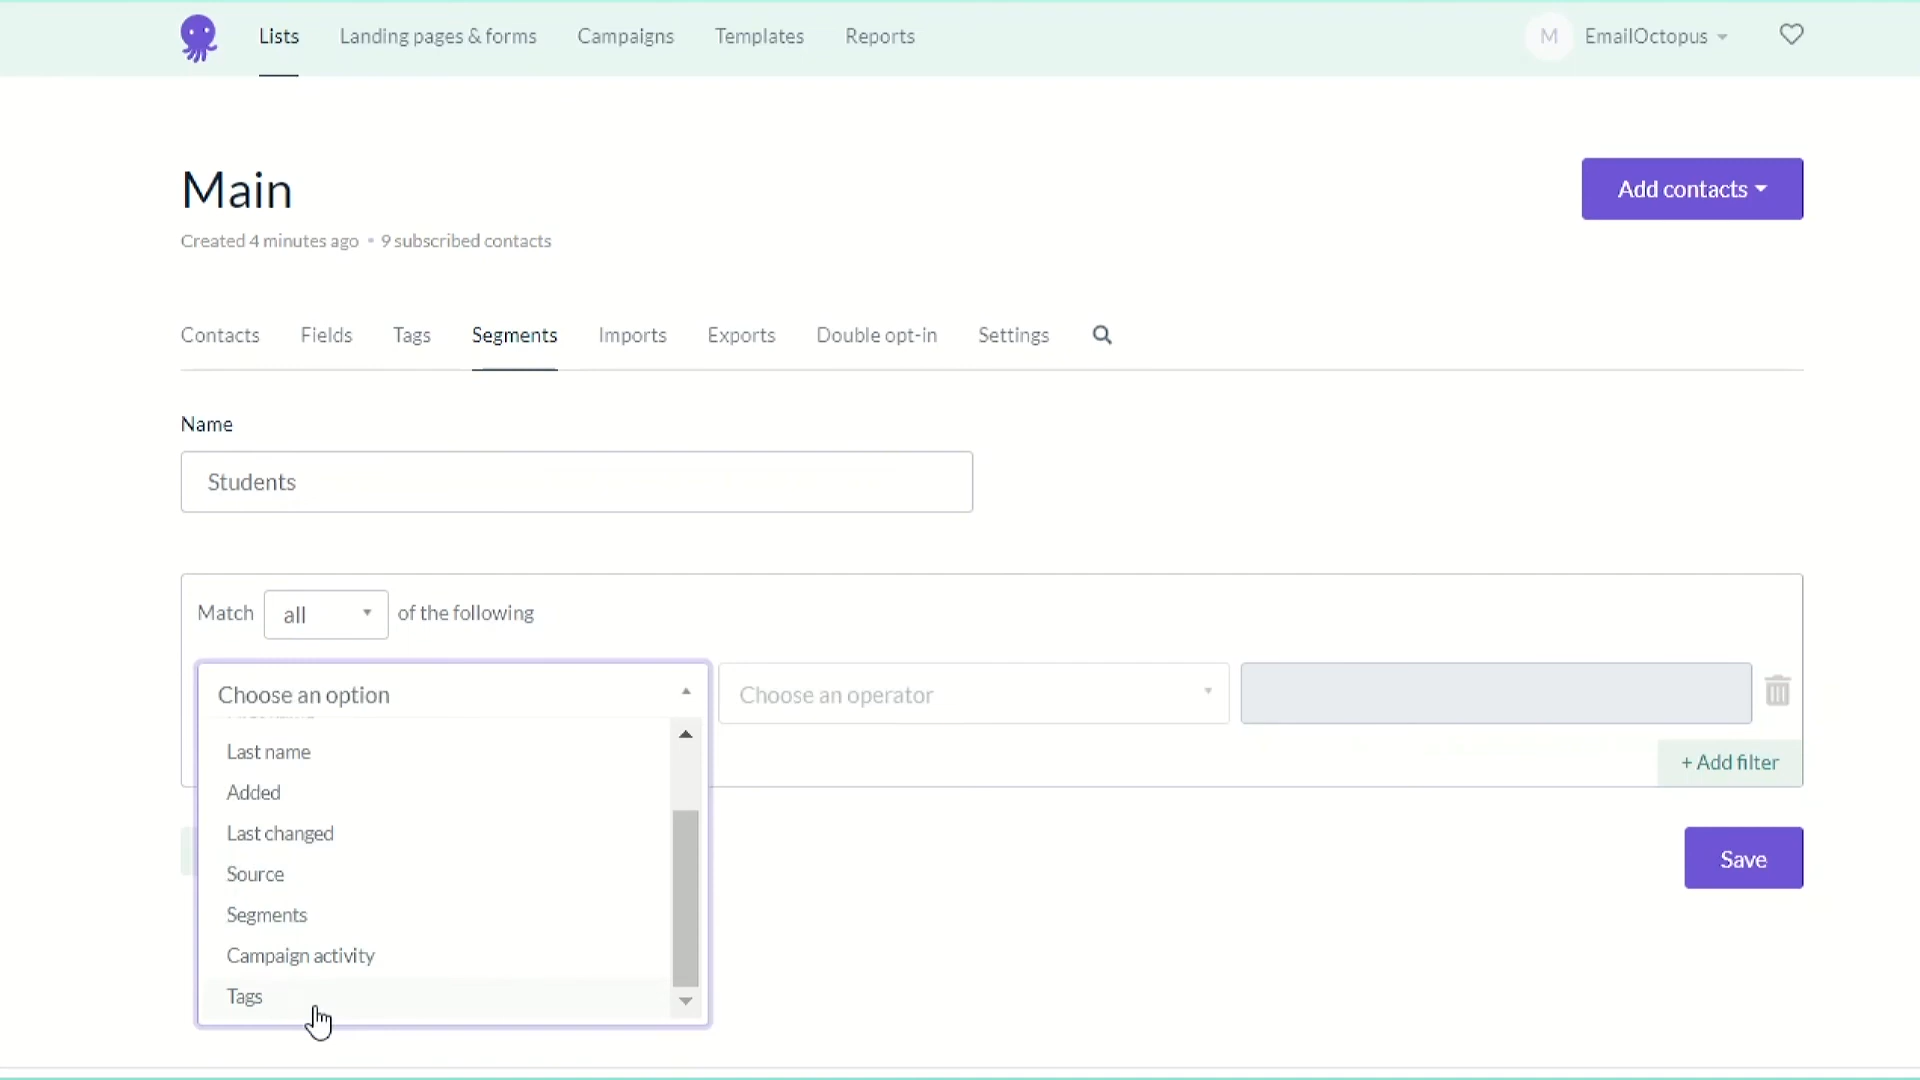 Lists Landing pages & forms Campaigns Templates Reports M EmailOctopus
Main
Add contacts
Created 4 minutes ago • 9 subscribed contacts
Contacts Fields Tags Segments Imports Exports Double opt-in Settings
Name
Students
Match all of the following
Choose an option Choose an operator
Last name
+ Add filter
Added
Last changed
Save
Source
Segments
Campaign activity
Tags